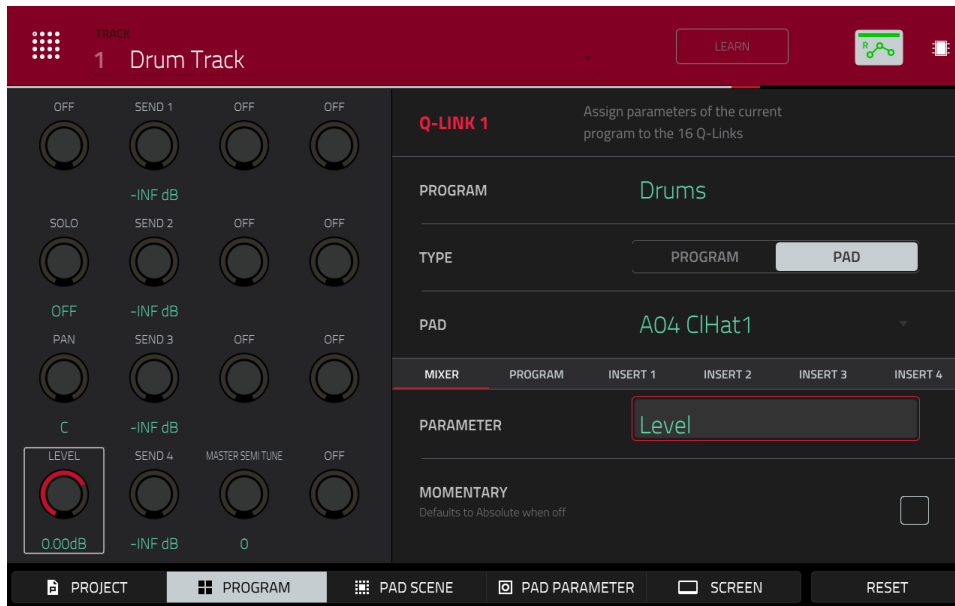 TRACK
1 Drum Track
LEARN
R
OFF SEND 1 OFF OFF
-INF dB
SOLO SEND 2 OFF OFF
OFF -INF dB
PAN SEND 3 OFF OFF
C -INF dB
LEVEL SEND 4 MASTER SEMI TUNE OFF
0.00dB -INF dB 0
Q-LINK 1
Assign parameters of the current
program to the 16 Q-Links
PROGRAM Drums
TYPE PROGRAM PAD
PAD A04 ClHat1
MIXER PROGRAM INSERT 1 INSERT 2 INSERT 3 INSERT 4
PARAMETER Level
MOMENTARY
Defaults to Absolute when off
P PROJECT PROGRAM PAD SCENE PAD PARAMETER SCREEN RESET